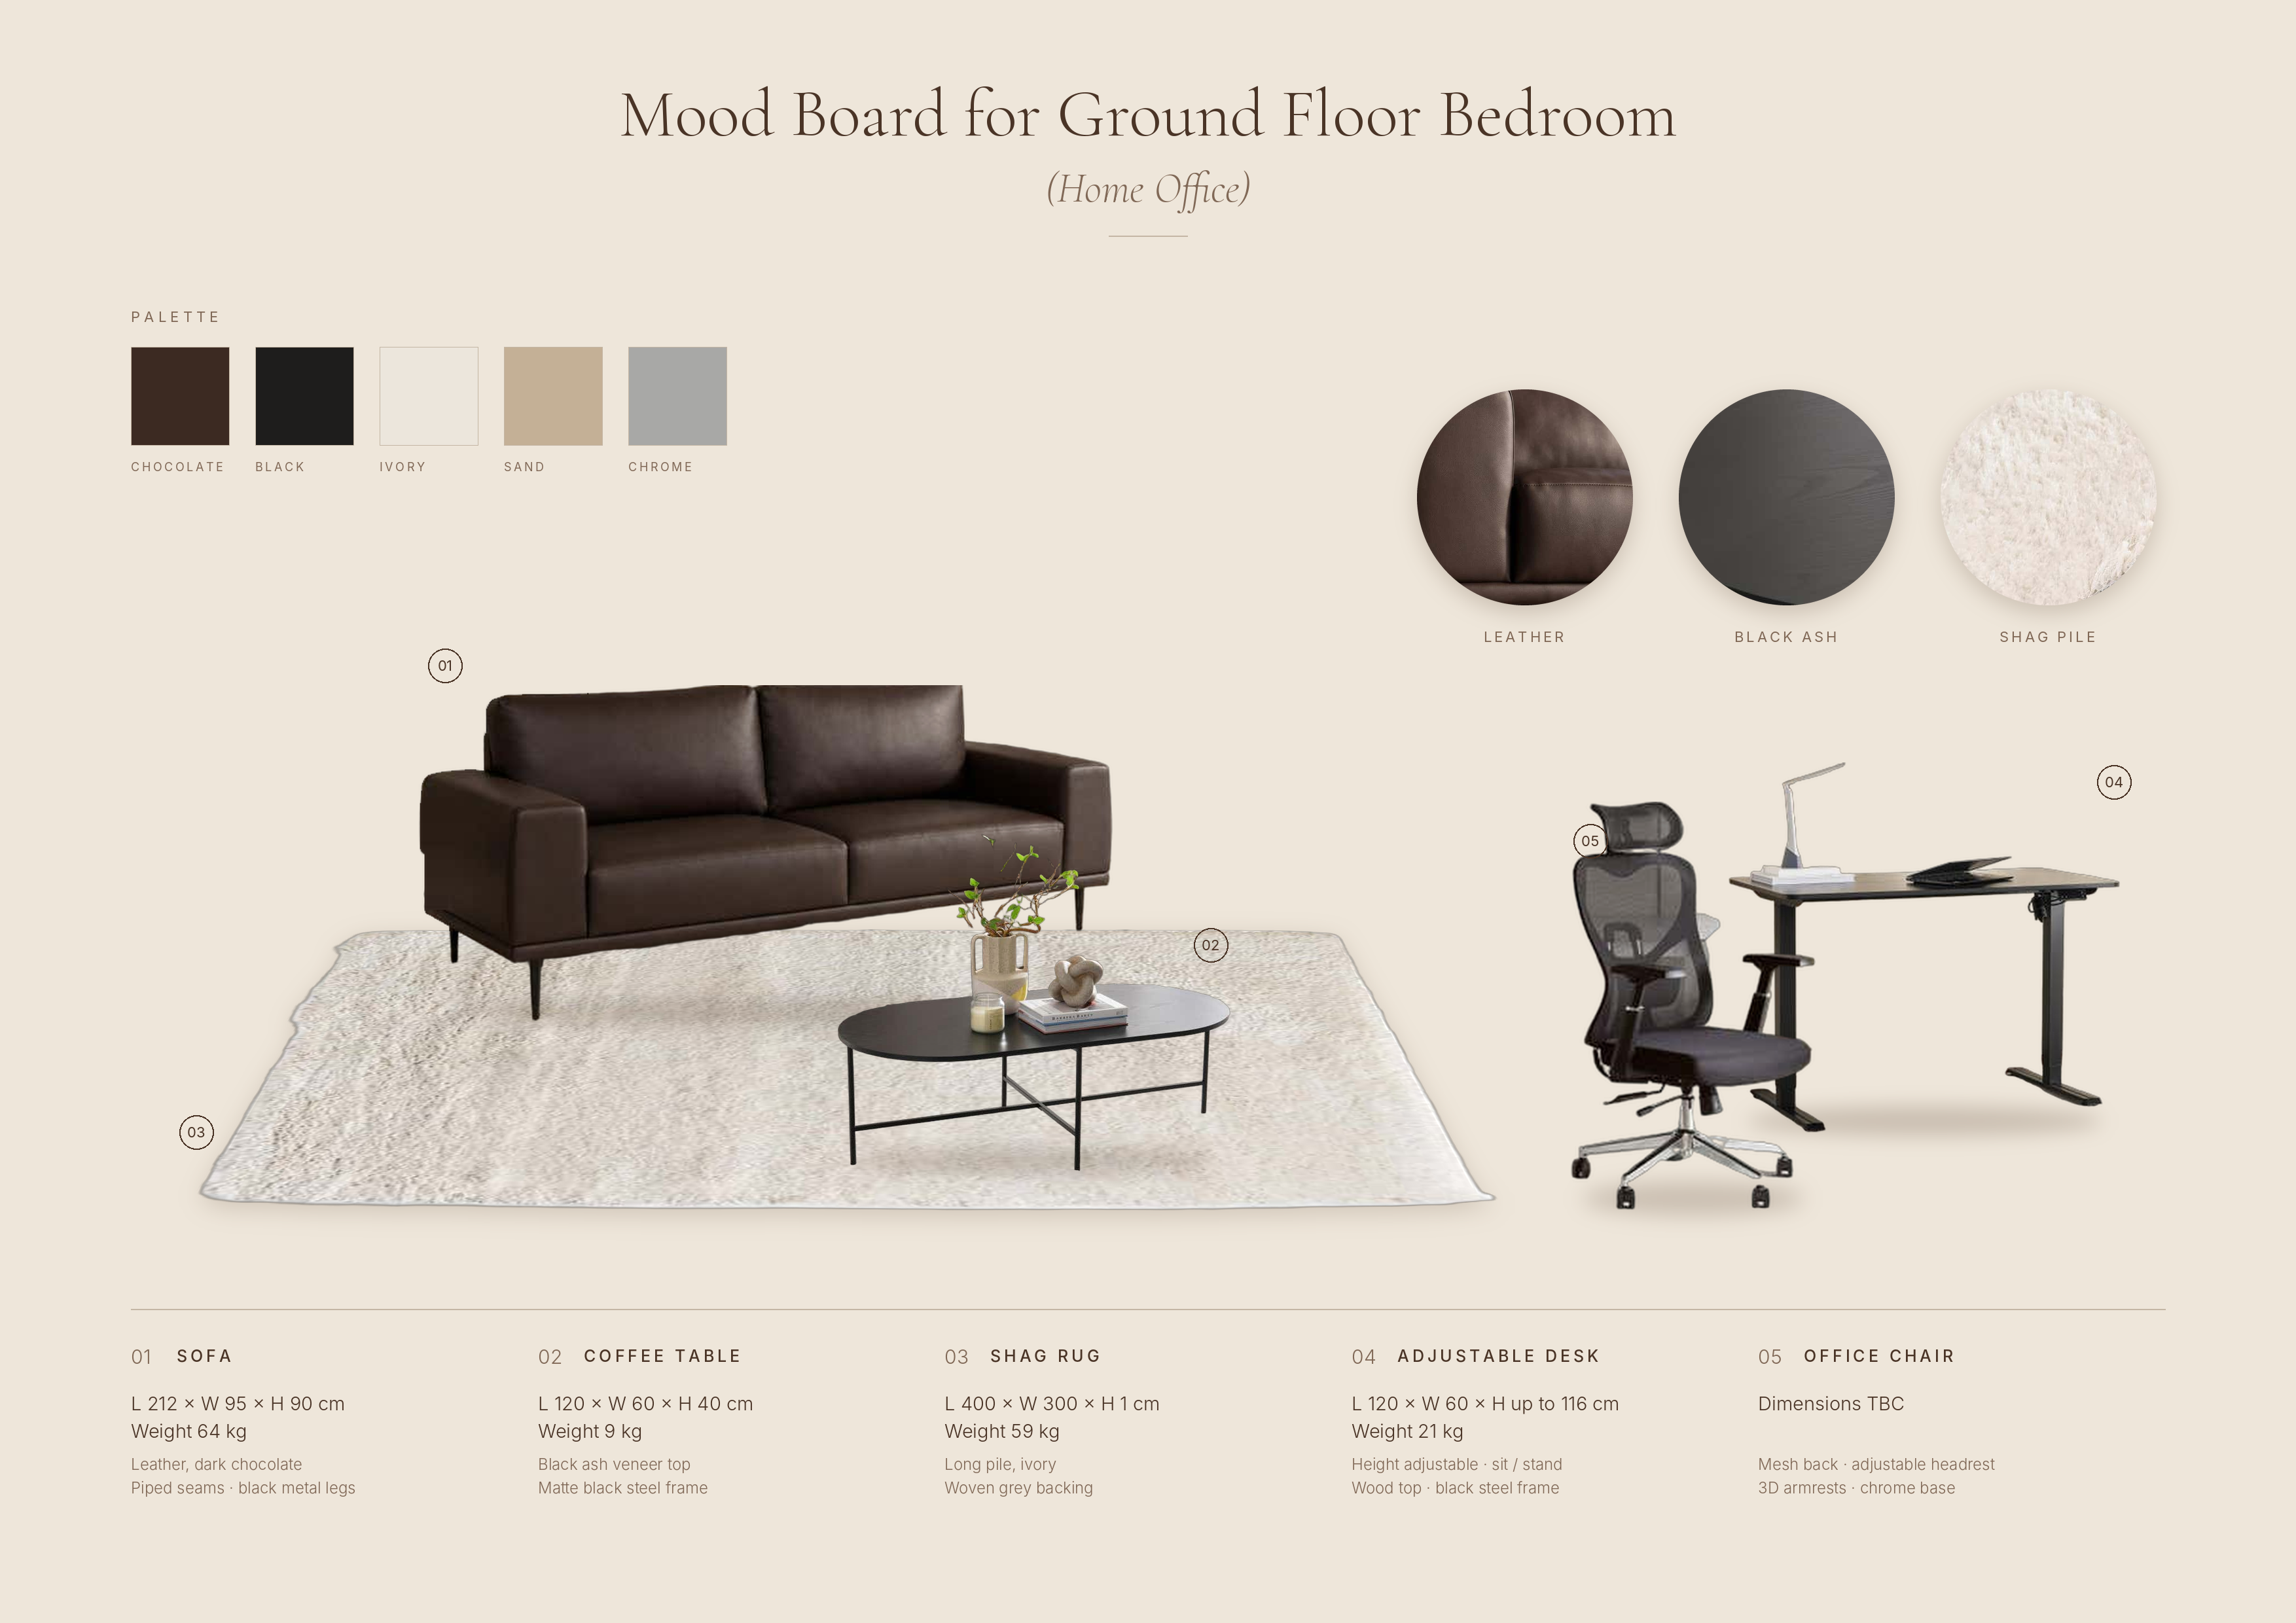 Mood Board for Ground Floor Bedroom
(Home Office)
PALETTE
CHOCOLATE
BLACK
IVORY
SAND
CHROME
LEATHER
BLACK ASH
SHAG PILE
01
04
05
02
03
01 SOFA
L 212 × W 95 × H 90 cm
Weight 64 kg
Leather, dark chocolate
Piped seams · black metal legs
02 COFFEE TABLE
L 120 × W 60 × H 40 cm
Weight 9 kg
Black ash veneer top
Matte black steel frame
03 SHAG RUG
L 400 × W 300 × H 1 cm
Weight 59 kg
Long pile, ivory
Woven grey backing
04 ADJUSTABLE DESK
L 120 × W 60 × H up to 116 cm
Weight 21 kg
Height adjustable · sit / stand
Wood top · black steel frame
05 OFFICE CHAIR
Dimensions TBC
Mesh back · adjustable headrest
3D armrests · chrome base